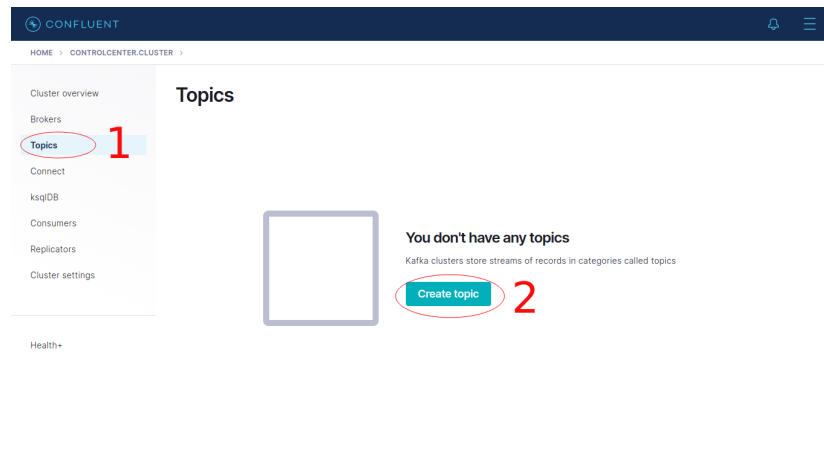 CONFLUENT
HOME > CONTROLCENTER.CLUSTER >
Cluster overview
Brokers
Topics
1
Connect
ksqlDB
Consumers
Replicators
Cluster settings
Health+
Topics
You don't have any topics
Kafka clusters store streams of records in categories called topics
Create topic
2